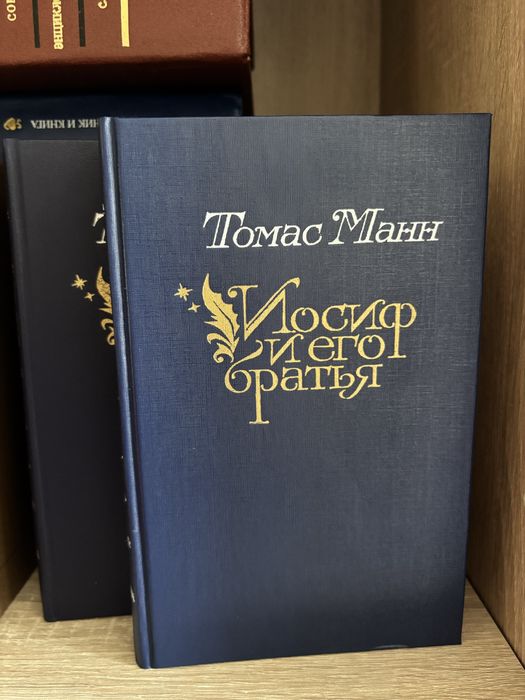 Томас Манн
Иосиф
и его
братья